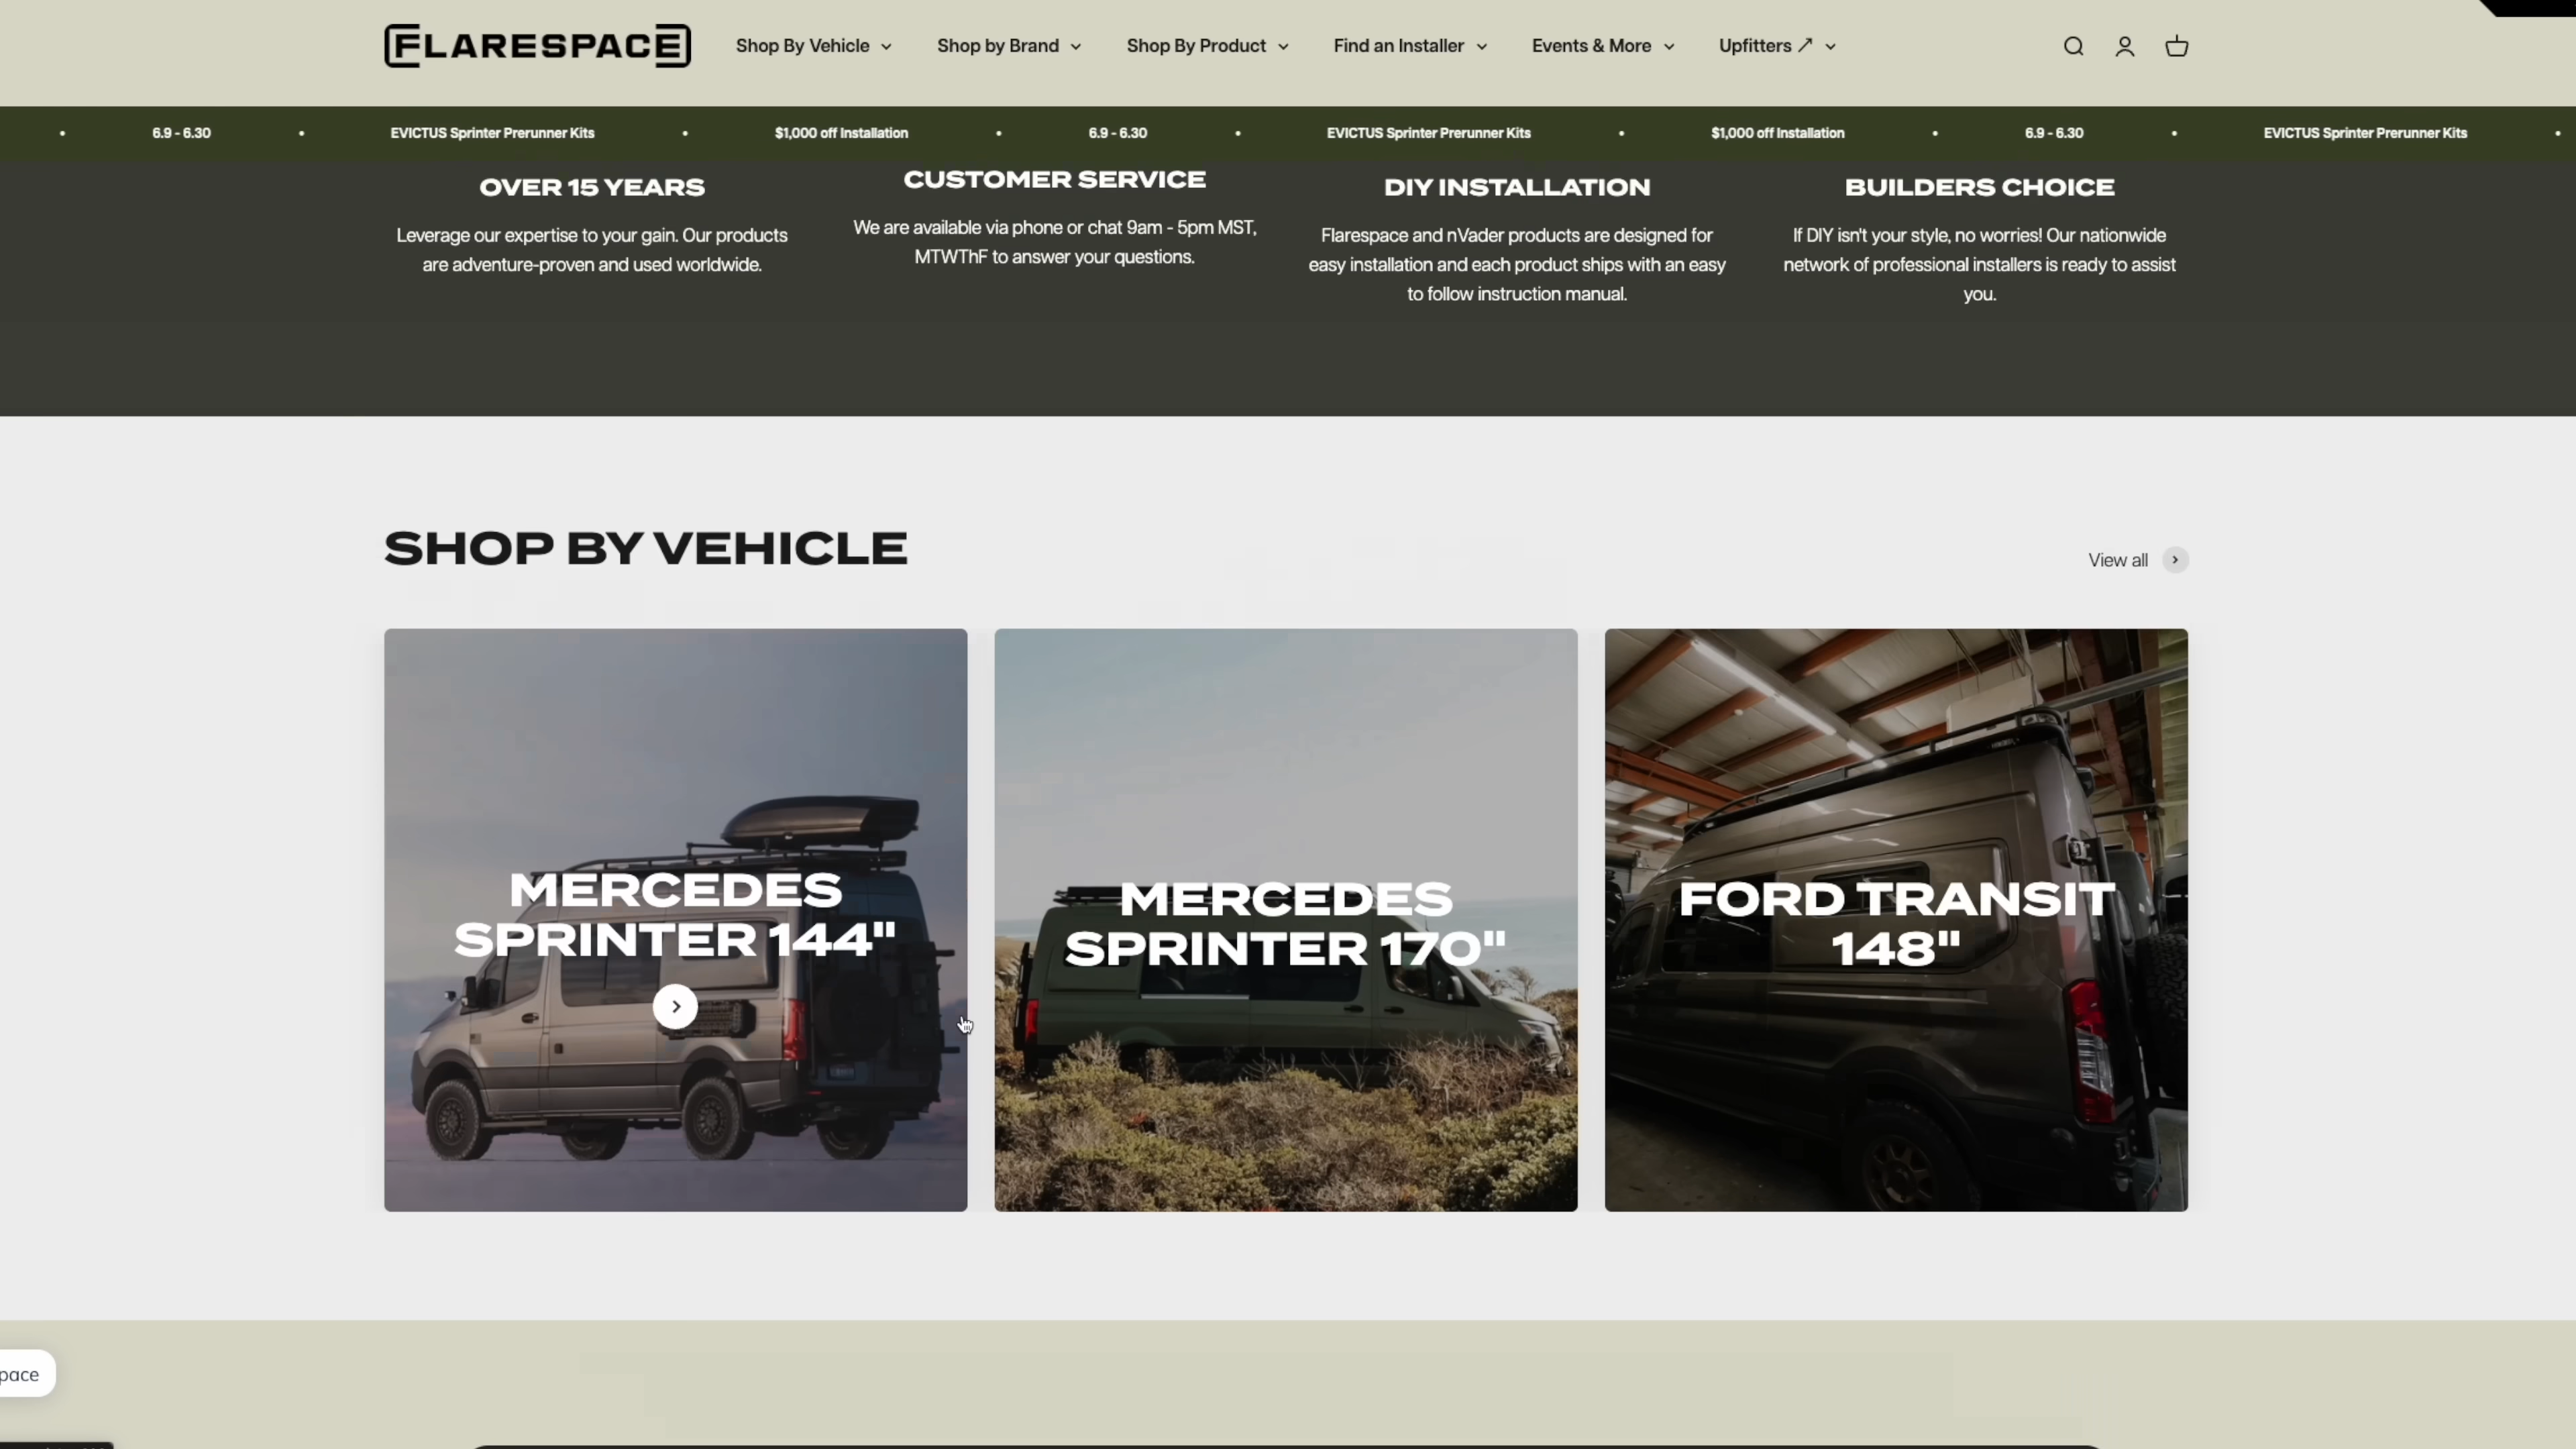 FLARESPACE
Shop By Vehicle
Shop by Brand
Shop By Product
Find an Installer
Events & More
Upfitters ↗
• 6.9 - 6.30 • EVICTUS Sprinter Prerunner Kits • $1,000 off Installation • 6.9 - 6.30 • EVICTUS Sprinter Prerunner Kits • $1,000 off Installation • 6.9 - 6.30 • EVICTUS Sprinter Prerunner Kits •
OVER 15 YEARS
Leverage our expertise to your gain. Our products
are adventure-proven and used worldwide.
CUSTOMER SERVICE
We are available via phone or chat 9am - 5pm MST,
MTWThF to answer your questions.
DIY INSTALLATION
Flarespace and nVader products are designed for
easy installation and each product ships with an easy
to follow instruction manual.
BUILDERS CHOICE
If DIY isn't your style, no worries! Our nationwide
network of professional installers is ready to assist
you.
SHOP BY VEHICLE
View all
MERCEDES
SPRINTER 144"
MERCEDES
SPRINTER 170"
FORD TRANSIT
148"
pace